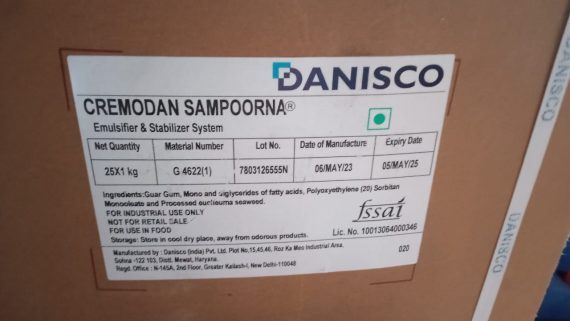 DANISCO
CREMODAN SAMPOORNA®
Emulsifier & Stabilizer System
Net Quantity Material Number Lot No. Date of Manufacture Expiry Date
25X1 kg G 4622(1) 7803126555N 06/MAY/23 05/MAY/25
Ingredients:Guar Gum, Mono and diglycerides of fatty acids, Polyoxyethylene (20) Sorbitan
Monooleate and Processed euchleuma seaweed.
FOR INDUSTRIAL USE ONLY
NOT FOR RETAIL SALE
FOR USE IN FOOD
Storage: Store in cool dry place, away from odorous products.
fssai
Lic. No. 10013064000346
Manufactured by : Danisco (India) Pvt. Ltd. Plot No.15,45,46, Roz Ka Meo Industrial Area,
Sohna -122 103, Distt. Mewat, Haryana.
Regd. Office : N-145A, 2nd Floor, Greater Kailash-I, New Delhi-110048
020
DANISCO
DANISCO